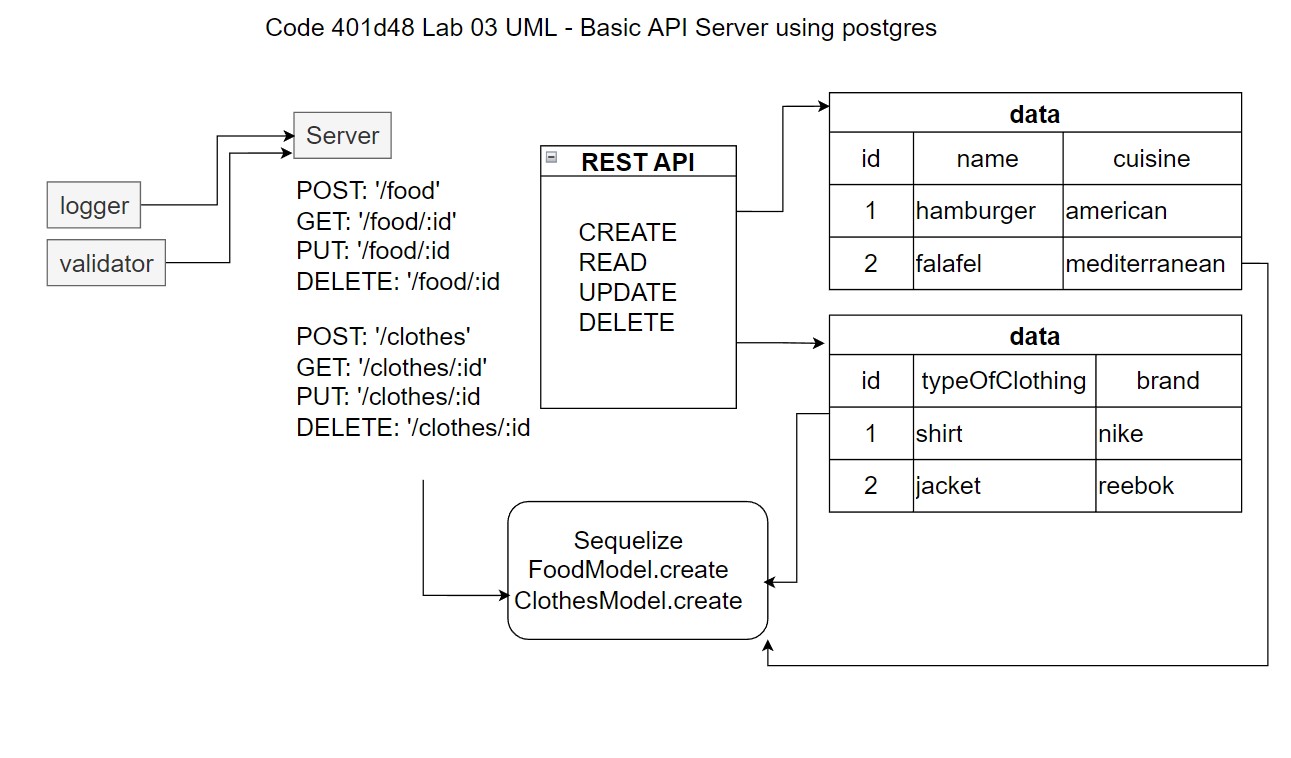 Code 401d48 Lab 03 UML - Basic API Server using postgres
Server
logger
validator
POST: '/food'
GET: '/food/:id'
PUT: '/food/:id
DELETE: '/food/:id
POST: '/clothes'
GET: '/clothes/:id'
PUT: '/clothes/:id
DELETE: '/clothes/:id
REST API
CREATE
READ
UPDATE
DELETE
data
id name cuisine
1 hamburger american
2 falafel mediterranean
data
id typeOfClothing brand
1 shirt nike
2 jacket reebok
Sequelize
FoodModel.create
ClothesModel.create